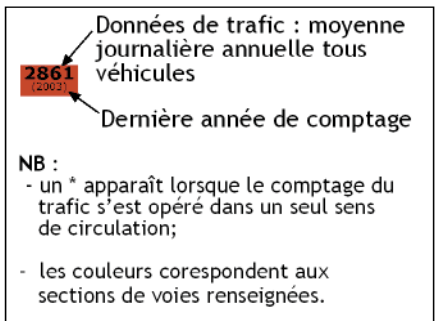 Données de trafic : moyenne
journalière annuelle tous
véhicules
2861
(2003)
Dernière année de comptage
NB :
- un * apparaît lorsque le comptage du
trafic s'est opéré dans un seul sens
de circulation;
- les couleurs corespondent aux
sections de voies renseignées.